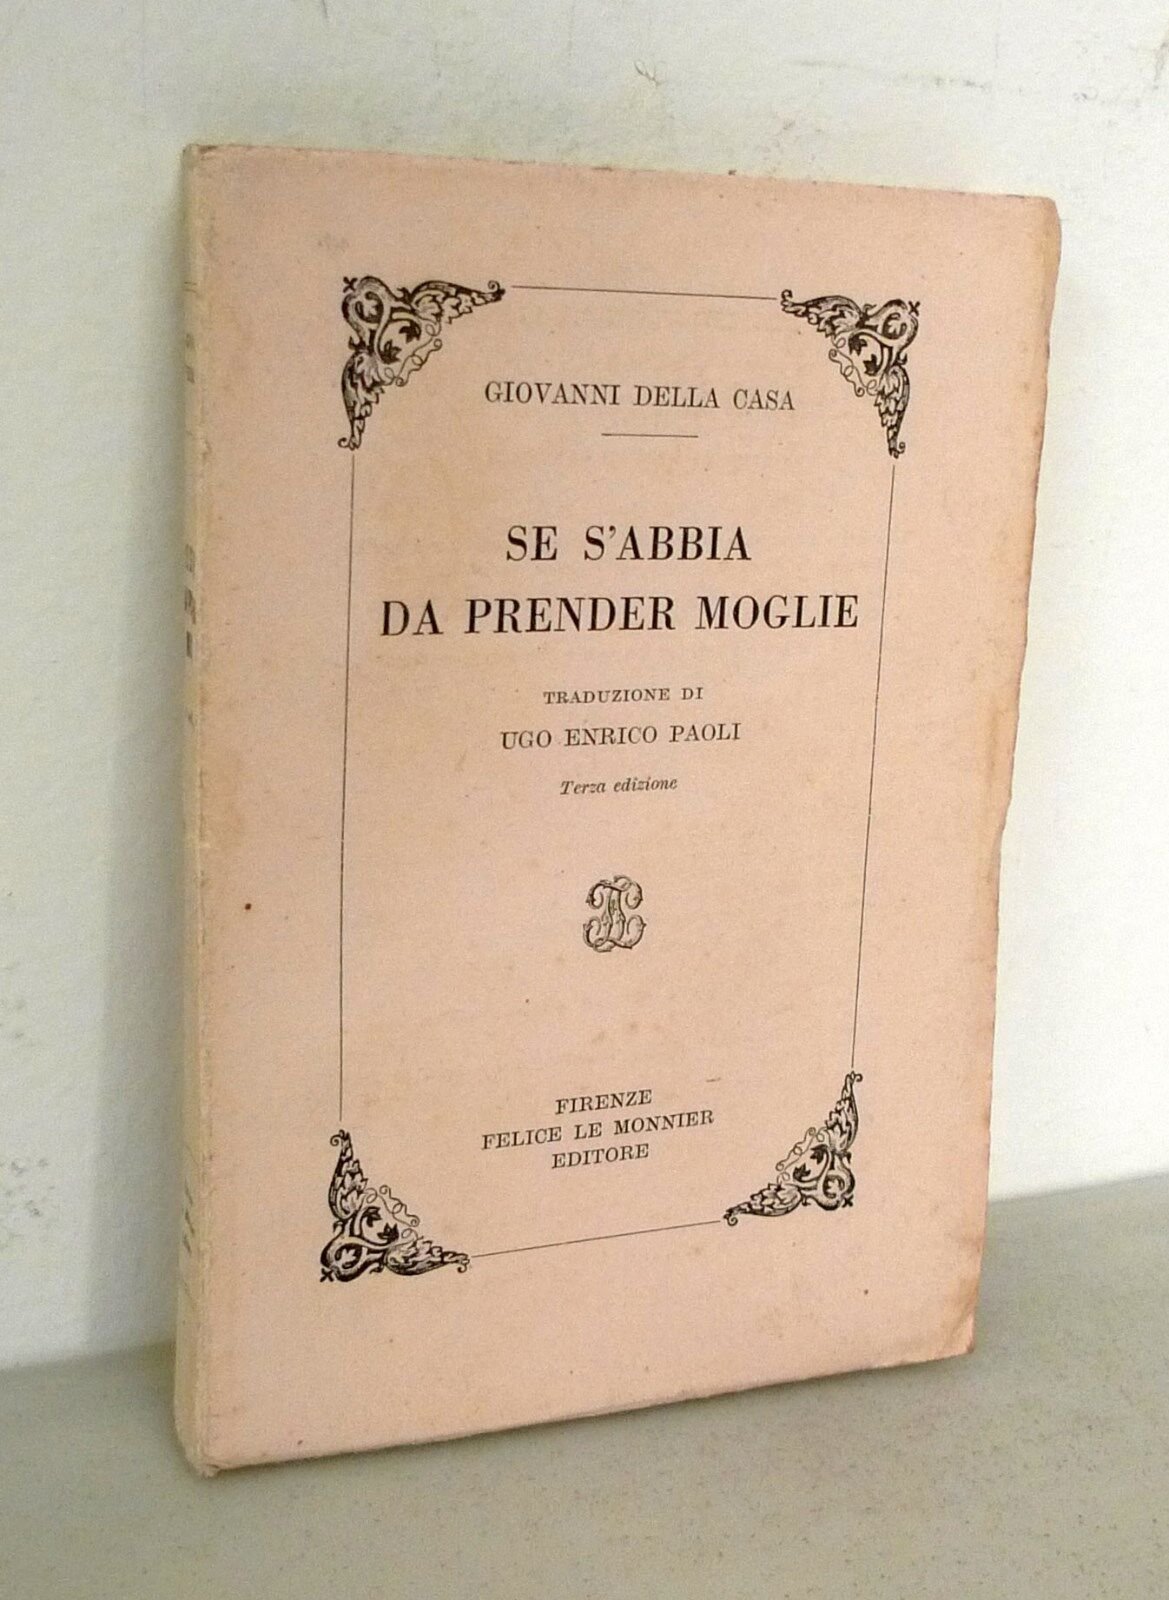 GIOVANNI DELLA CASA
SE S'ABBIA
DA PRENDER MOGLIE
TRADUZIONE DI
UGO ENRICO PAOLI
Terza edizione
FIRENZE
FELICE LE MONNIER
EDITORE